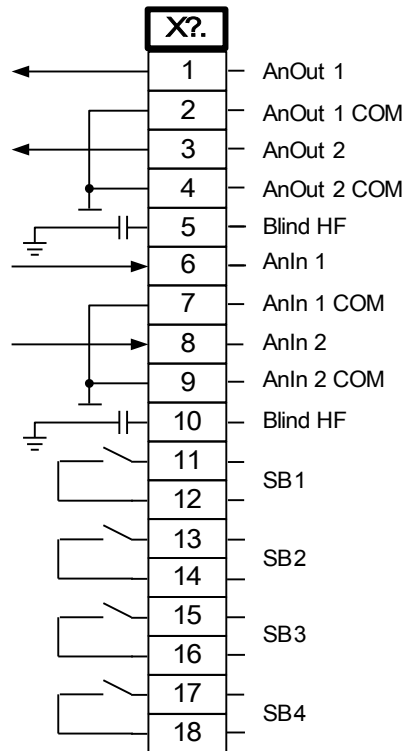 X?.
1 AnOut 1
2 AnOut 1 COM
3 AnOut 2
4 AnOut 2 COM
5 Blind HF
6 AnIn 1
7 AnIn 1 COM
8 AnIn 2
9 AnIn 2 COM
10 Blind HF
11
SB1
12
13
SB2
14
15
SB3
16
17
SB4
18